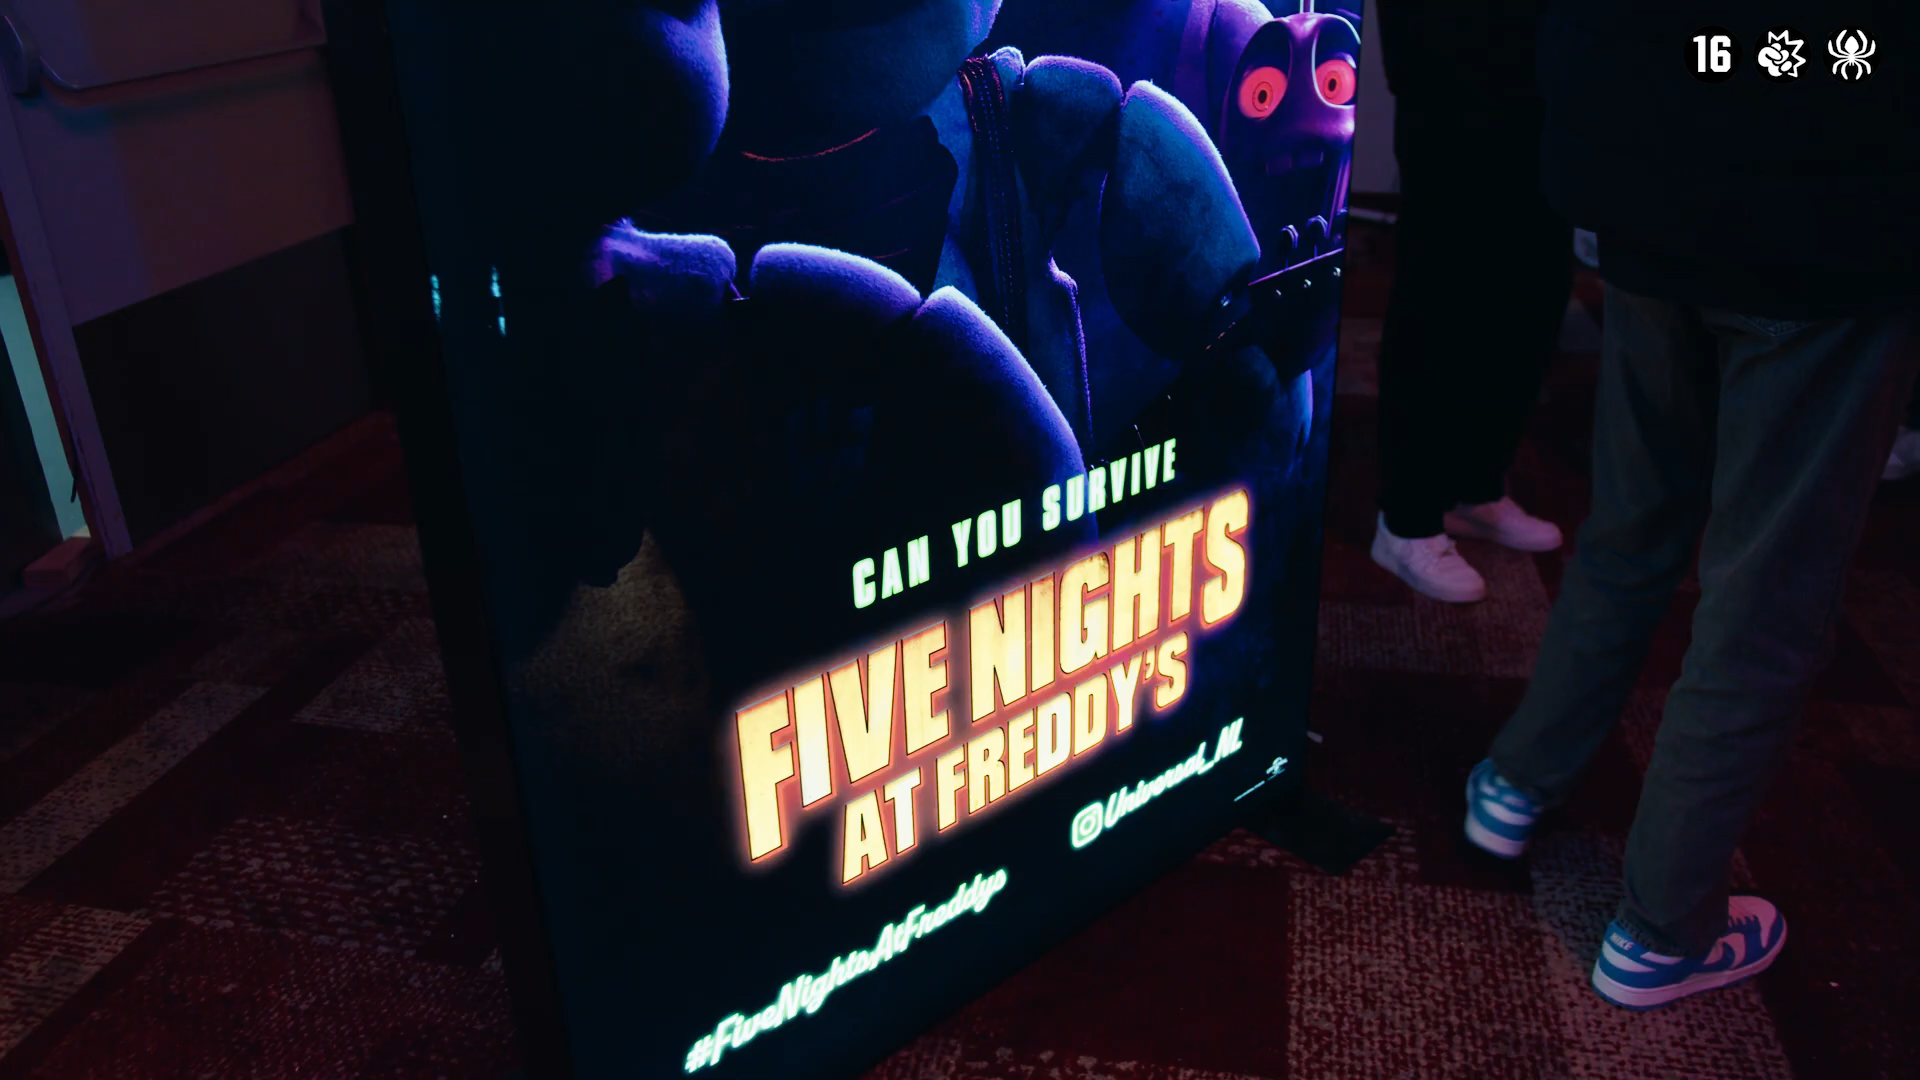 16
CAN YOU SURVIVE
FIVE NIGHTS
AT FREDDY'S
Universal_NL
#FiveNightsAtFreddys
NIKE